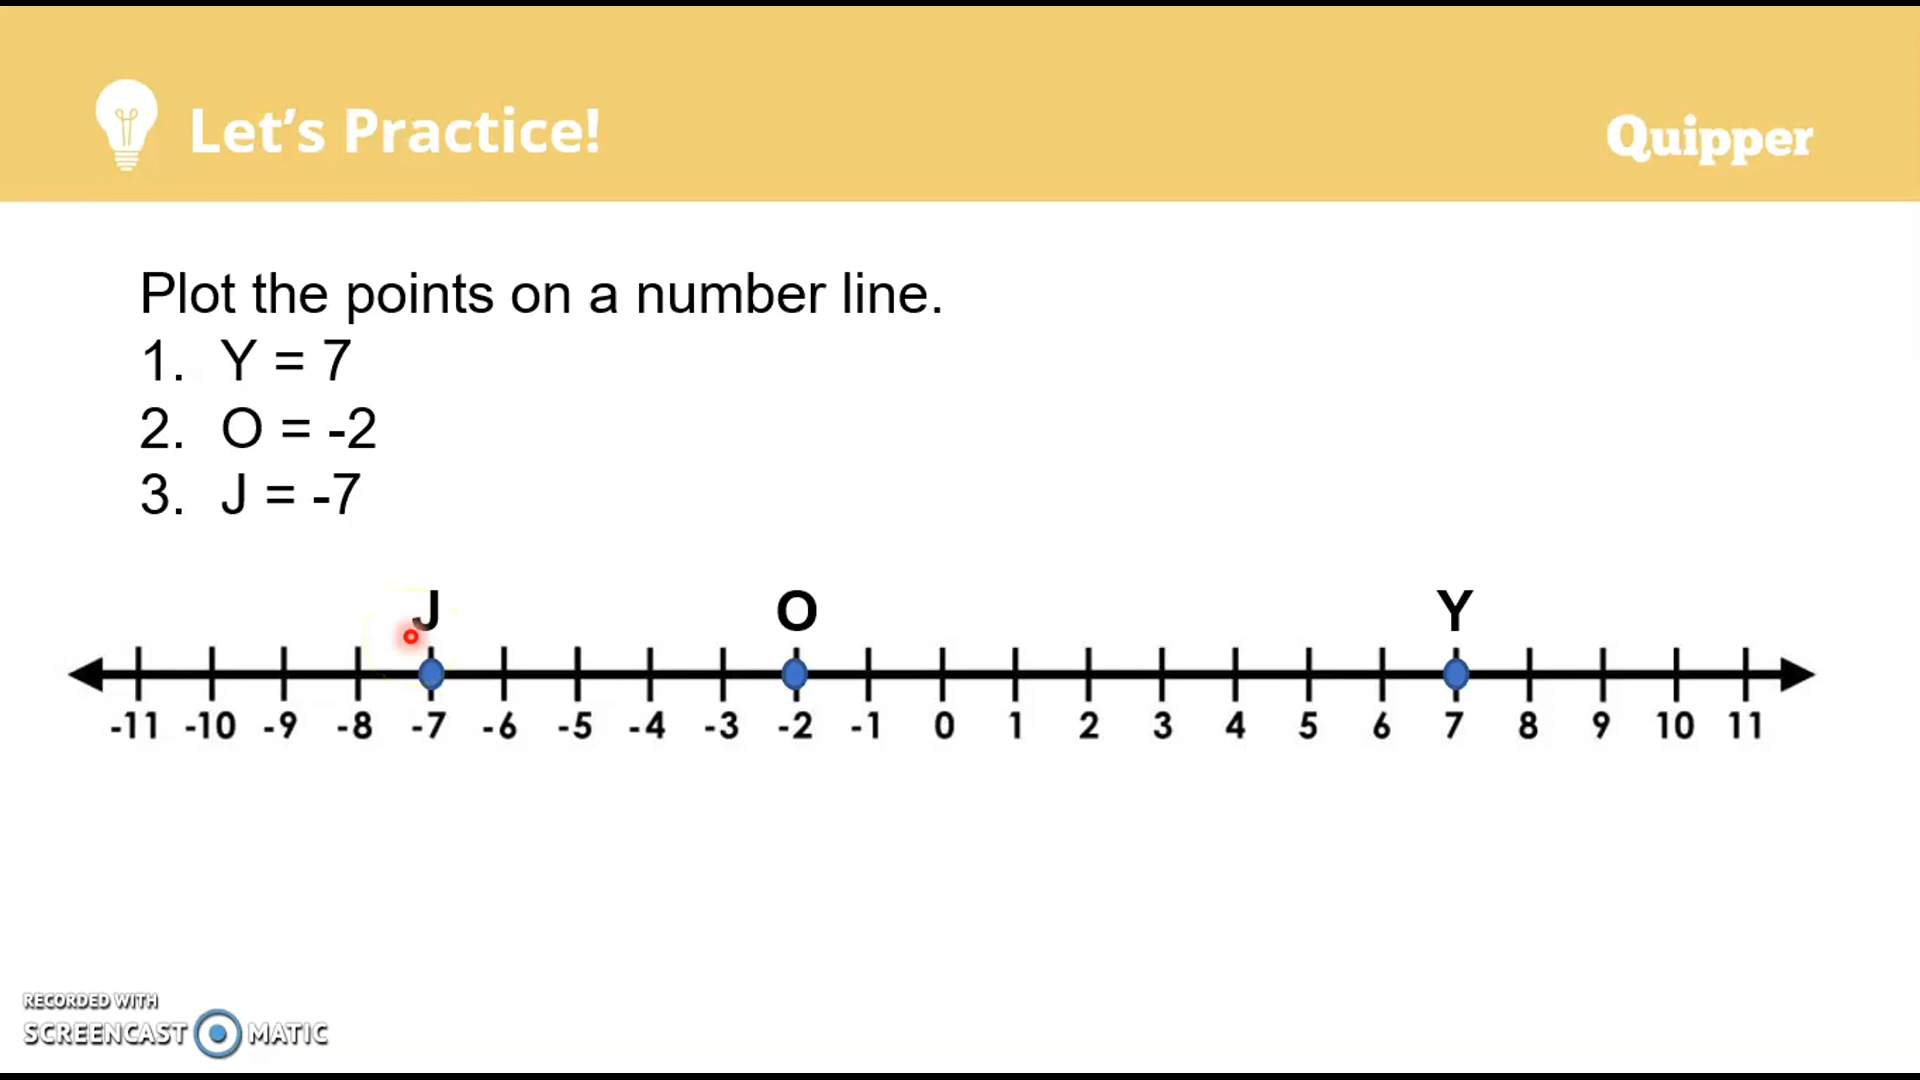 Let's Practice!
Quipper
Plot the points on a number line.
1. Y = 7
2. O = -2
3. J = -7
J O Y
-11 -10 -9 -8 -7 -6 -5 -4 -3 -2 -1 0 1 2 3 4 5 6 7 8 9 10 11
RECORDED WITH
SCREENCAST MATIC